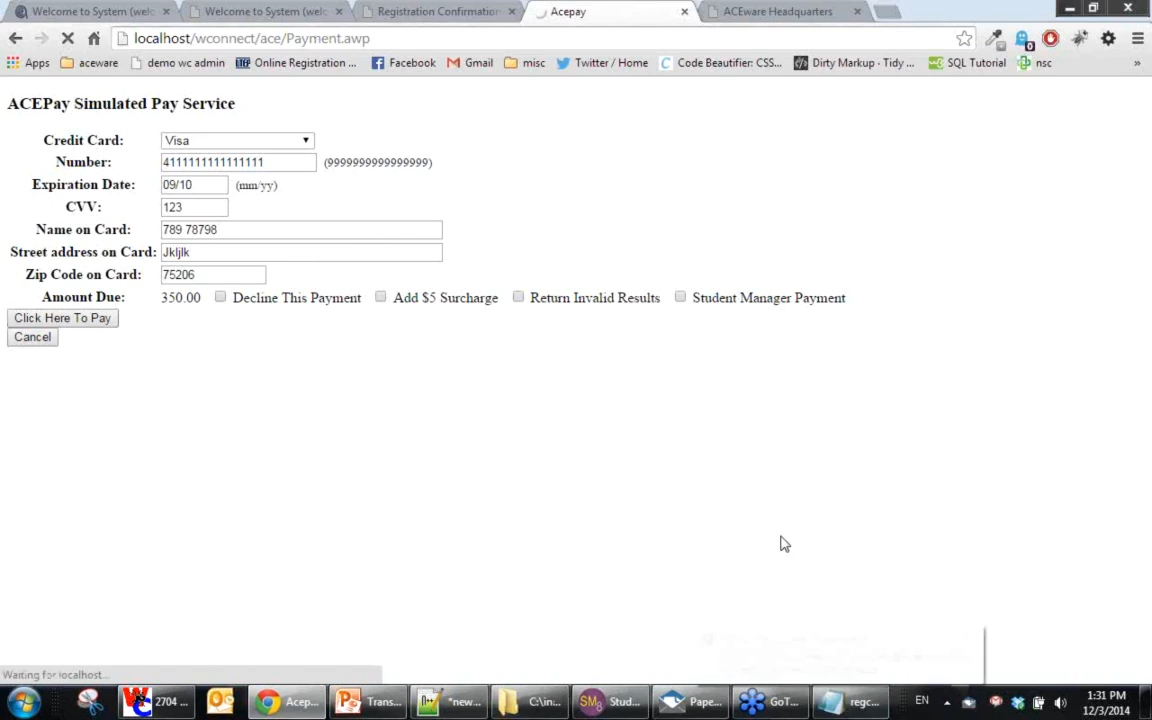 Welcome to System (welc
Welcome to System (welc
Registration Confirmation
Acepay
ACEware Headquarters
localhost/wconnect/ace/Payment.awp
Apps
aceware
demo wc admin
Online Registration ...
Facebook
Gmail
misc
Twitter / Home
Code Beautifier: CSS...
Dirty Markup - Tidy ...
SQL Tutorial
nsc
»
ACEPay Simulated Pay Service
Credit Card: Visa
Number: 4111111111111111 (9999999999999999)
Expiration Date: 09/10 (mm/yy)
CVV: 123
Name on Card: 789 78798
Street address on Card: Jkljlk
Zip Code on Card: 75206
Amount Due: 350.00 Decline This Payment Add $5 Surcharge Return Invalid Results Student Manager Payment
Click Here To Pay
Cancel
Waiting for localhost...
2704 ...
Acep...
Trans...
*new...
C:\in...
Stud...
Pape...
GoT...
regc...
EN
1:31 PM
12/3/2014